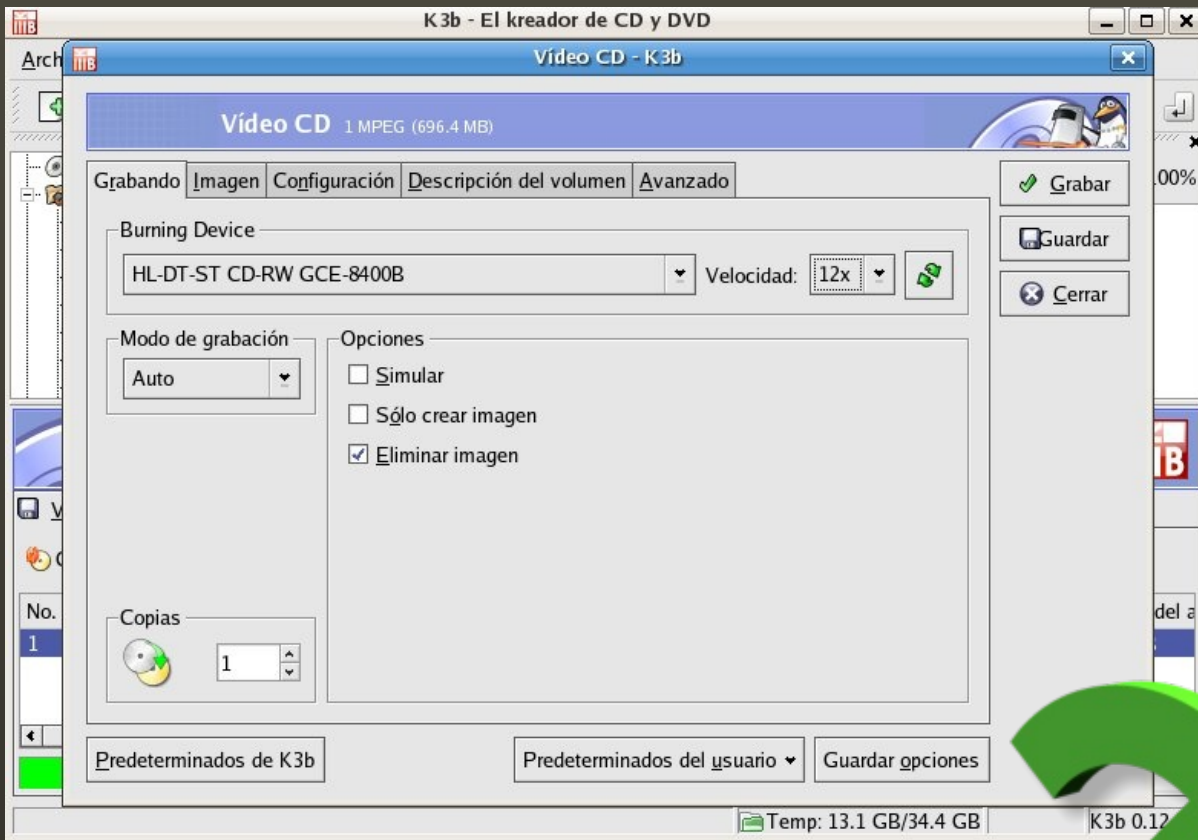 K3b - El kreador de CD y DVD
Arch
Vídeo CD - K3b
Vídeo CD 1 MPEG (696.4 MB)
Grabando Imagen Configuración Descripción del volumen Avanzado
Grabar
00%
Burning Device
Guardar
HL-DT-ST CD-RW GCE-8400B Velocidad: 12x
Cerrar
Modo de grabación
Opciones
Auto
Simular
Sólo crear imagen
Eliminar imagen
No.
del a
1
Copias
1
Predeterminados de K3b Predeterminados del usuario Guardar opciones
Temp: 13.1 GB/34.4 GB K3b 0.12